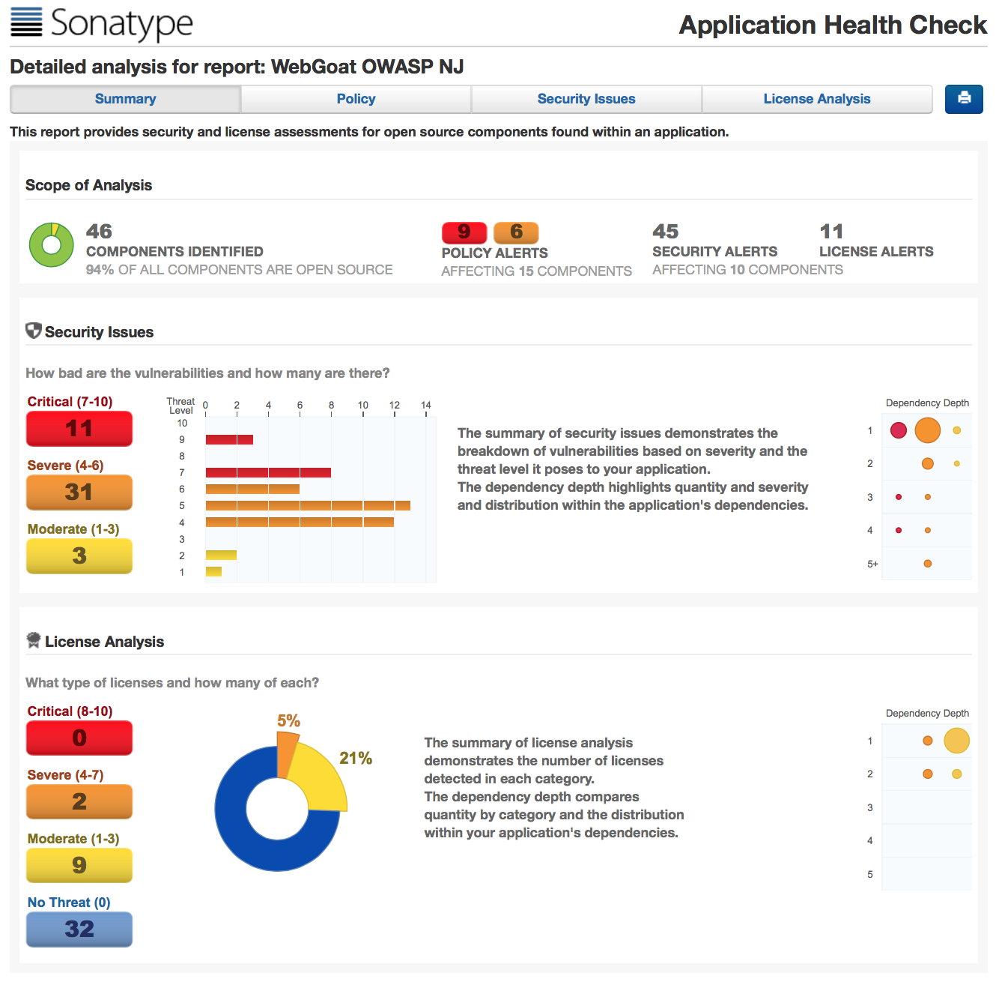 Sonatype
Application Health Check
Detailed analysis for report: WebGoat OWASP NJ
Summary
Policy
Security Issues
License Analysis
This report provides security and license assessments for open source components found within an application.
Scope of Analysis
46
COMPONENTS IDENTIFIED
94% OF ALL COMPONENTS ARE OPEN SOURCE
9 6
POLICY ALERTS
AFFECTING 15 COMPONENTS
45
SECURITY ALERTS
AFFECTING 10 COMPONENTS
11
LICENSE ALERTS
Security Issues
How bad are the vulnerabilities and how many are there?
Critical (7-10)
11
Severe (4-6)
31
Moderate (1-3)
3
Threat
Level
0 2 4 6 8 10 12 14
10
9
8
7
6
5
4
3
2
1
The summary of security issues demonstrates the
breakdown of vulnerabilities based on severity and the
threat level it poses to your application.
The dependency depth highlights quantity and severity
and distribution within the application's dependencies.
Dependency Depth
1
2
3
4
5+
License Analysis
What type of licenses and how many of each?
Critical (8-10)
0
Severe (4-7)
2
Moderate (1-3)
9
No Threat (0)
32
5%
21%
The summary of license analysis
demonstrates the number of licenses
detected in each category.
The dependency depth compares
quantity by category and the distribution
within your application's dependencies.
Dependency Depth
1
2
3
4
5